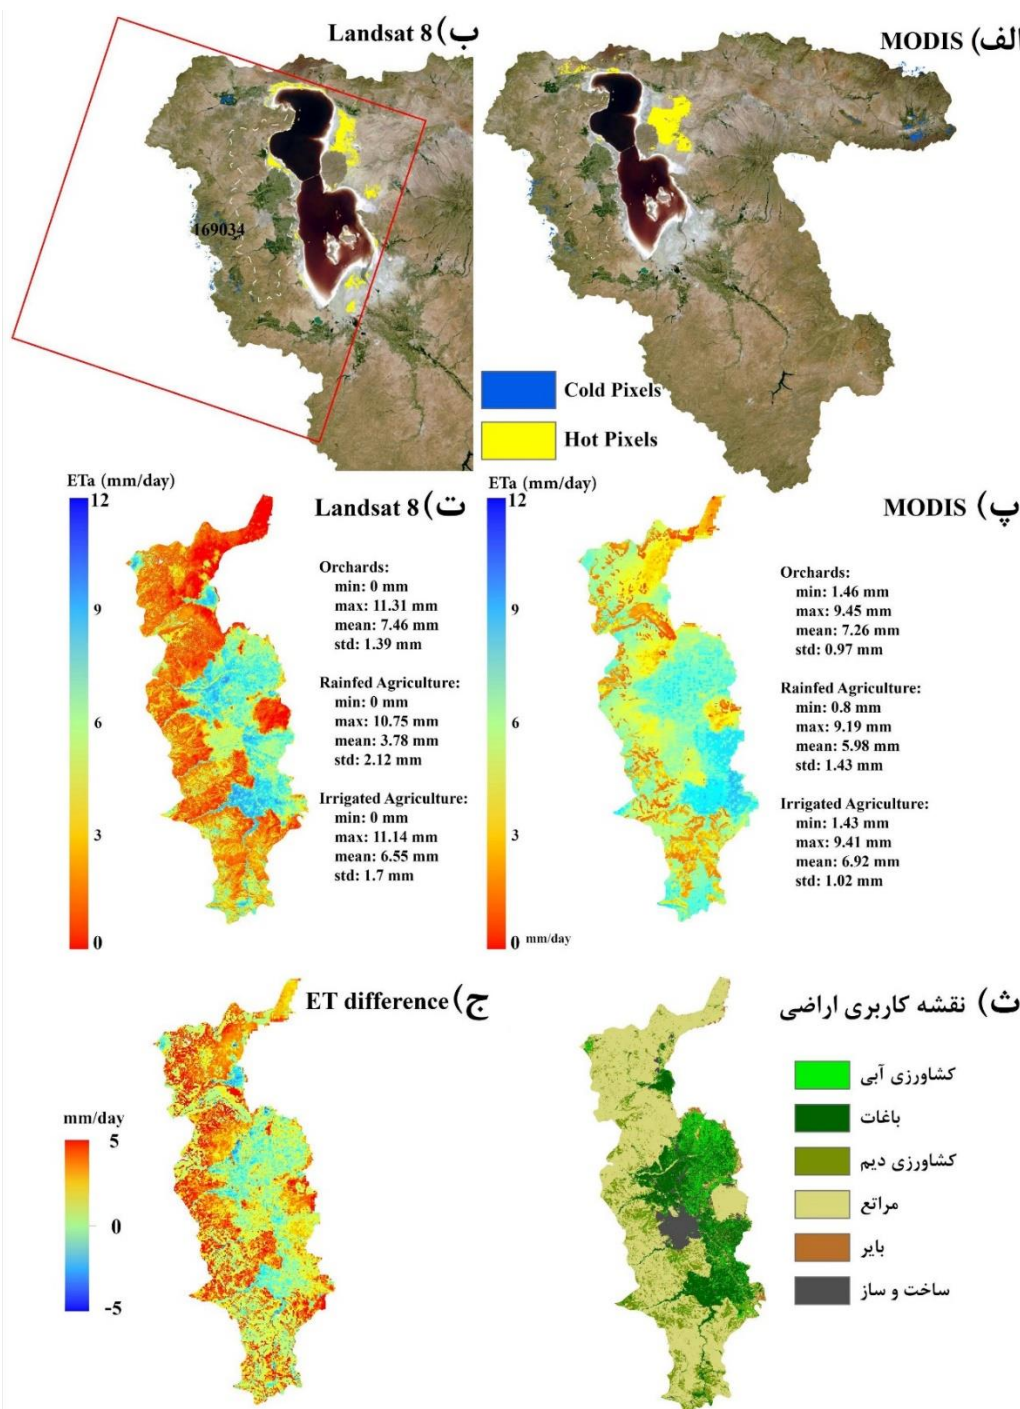 الف) MODIS
ب) Landsat 8
169034
Cold Pixels
Hot Pixels
پ) MODIS
ETa (mm/day)
12
9
6
3
0 mm/day
Orchards:
min: 1.46 mm
max: 9.45 mm
mean: 7.26 mm
std: 0.97 mm
Rainfed Agriculture:
min: 0.8 mm
max: 9.19 mm
mean: 5.98 mm
std: 1.43 mm
Irrigated Agriculture:
min: 1.43 mm
max: 9.41 mm
mean: 6.92 mm
std: 1.02 mm
ت) Landsat 8
ETa (mm/day)
12
9
6
3
0
Orchards:
min: 0 mm
max: 11.31 mm
mean: 7.46 mm
std: 1.39 mm
Rainfed Agriculture:
min: 0 mm
max: 10.75 mm
mean: 3.78 mm
std: 2.12 mm
Irrigated Agriculture:
min: 0 mm
max: 11.14 mm
mean: 6.55 mm
std: 1.7 mm
ث) نقشه کاربری اراضی
کشاورزی آبی
باغات
کشاورزی دیم
مراتع
بایر
ساخت و ساز
ج) ET difference
mm/day
5
0
-5